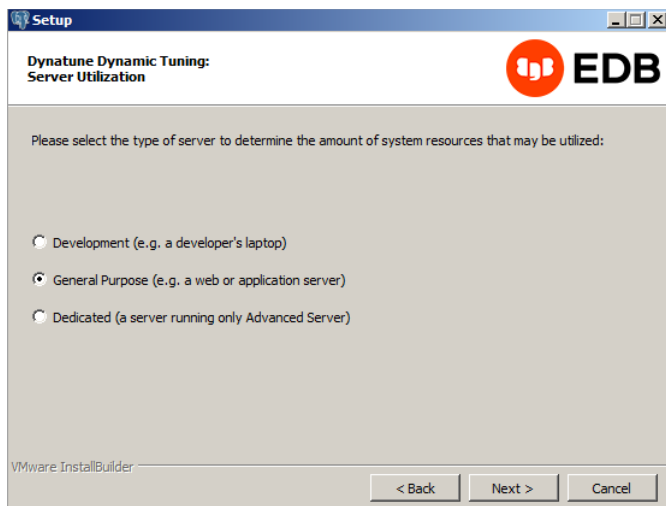 Setup
Dynatune Dynamic Tuning:
Server Utilization
EDB
Please select the type of server to determine the amount of system resources that may be utilized:
Development (e.g. a developer's laptop)
General Purpose (e.g. a web or application server)
Dedicated (a server running only Advanced Server)
VMware InstallBuilder
< Back
Next >
Cancel